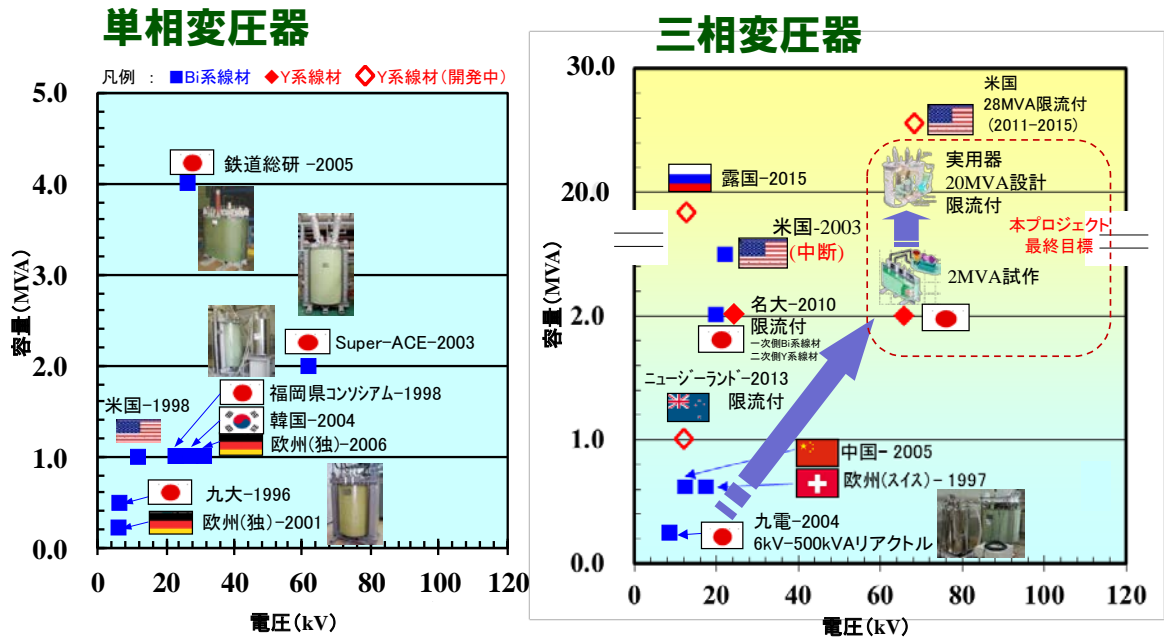 単相変圧器
凡例 : ■Bi系線材 ◆Y系線材 ◇Y系線材(開発中)
5.0
4.0
3.0
2.0
1.0
0.0
容量(MVA)
0 20 40 60 80 100 120
電圧(kV)
鉄道総研-2005
Super-ACE-2003
福岡県コンソシアム-1998
韓国-2004
欧州(独)-2006
米国-1998
九大-1996
欧州(独)-2001
三相変圧器
30.0
20.0
2.0
1.0
0.0
容量(MVA)
0 20 40 60 80 100 120
電圧(kV)
米国
28MVA限流付
(2011-2015)
露国-2015
実用器
20MVA設計
限流付
米国-2003
(中断)
本プロジェクト
最終目標
2MVA試作
名大-2010
限流付
一次側Bi系線材
二次側Y系線材
ニュージーランド-2013
限流付
中国-2005
欧州(スイス)-1997
九電-2004
6kV-500kVAリアクトル